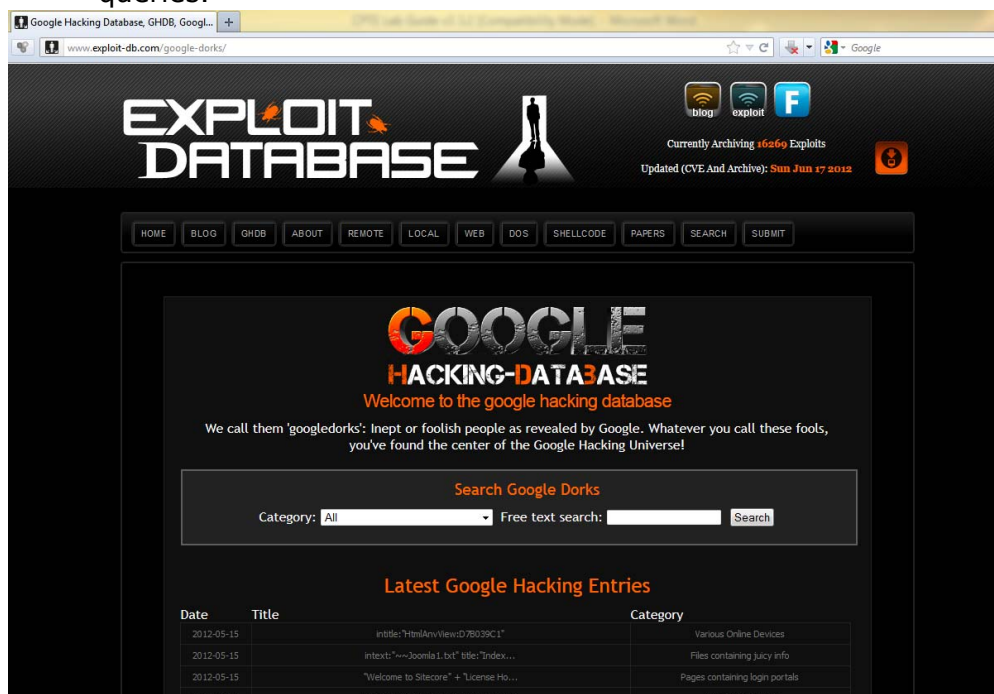 queries.
Google Hacking Database, GHDB, Googl... +
www.exploit-db.com/google-dorks/
Google
EXPLOIT
DATABASE
blog exploit F
Currently Archiving 16269 Exploits
Updated (CVE And Archive): Sun Jun 17 2012
HOME BLOG GHDB ABOUT REMOTE LOCAL WEB DOS SHELLCODE PAPERS SEARCH SUBMIT
GOOGLE
HACKING-DATABASE
Welcome to the google hacking database
We call them 'googledorks': Inept or foolish people as revealed by Google. Whatever you call these fools,
you've found the center of the Google Hacking Universe!
Search Google Dorks
Category: All Free text search: Search
Latest Google Hacking Entries
Date Title Category
2012-05-15 intitle:"HtmlAnvView:D7B039C1" Various Online Devices
2012-05-15 intext:"~~Joomla1.txt" title:"Index... Files containing juicy info
2012-05-15 "Welcome to Sitecore" + "License Ho... Pages containing login portals